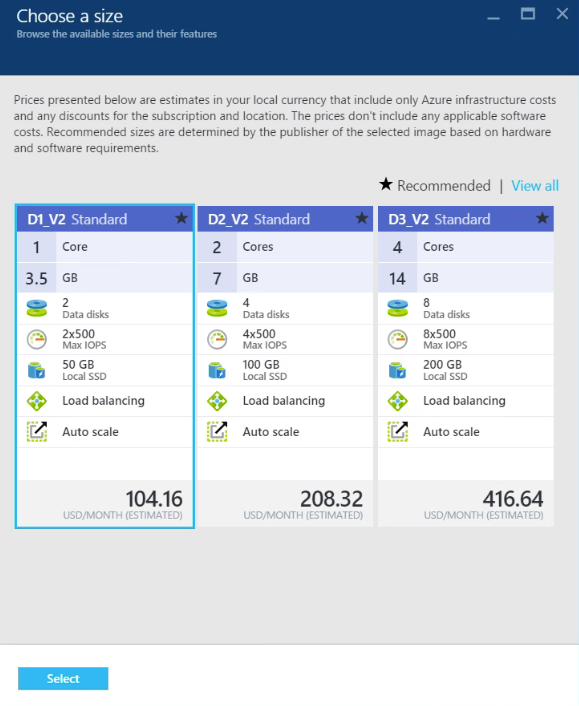 Choose a size
Browse the available sizes and their features
Prices presented below are estimates in your local currency that include only Azure infrastructure costs
and any discounts for the subscription and location. The prices don't include any applicable software
costs. Recommended sizes are determined by the publisher of the selected image based on hardware
and software requirements.
Recommended | View all
D1_V2 Standard
1 Core
3.5 GB
2
Data disks
2x500
Max IOPS
50 GB
Local SSD
Load balancing
Auto scale
104.16
USD/MONTH (ESTIMATED)
D2_V2 Standard
2 Cores
7 GB
4
Data disks
4x500
Max IOPS
100 GB
Local SSD
Load balancing
Auto scale
208.32
USD/MONTH (ESTIMATED)
D3_V2 Standard
4 Cores
14 GB
8
Data disks
8x500
Max IOPS
200 GB
Local SSD
Load balancing
Auto scale
416.64
USD/MONTH (ESTIMATED)
Select